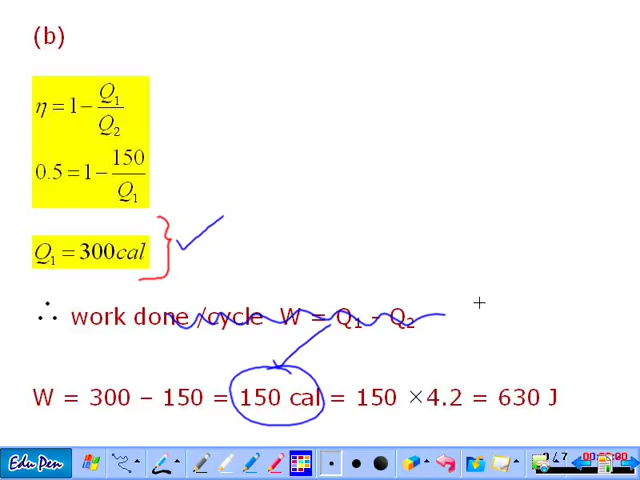 (b)
η = 1 − Q₁/Q₂
0.5 = 1 − 150/Q₁
Q₁ = 300cal
∴ work done /cycle W = Q₁ – Q₂
W = 300 – 150 = 150 Cal = 150 × 4.2 = 630 J
Edu Pen